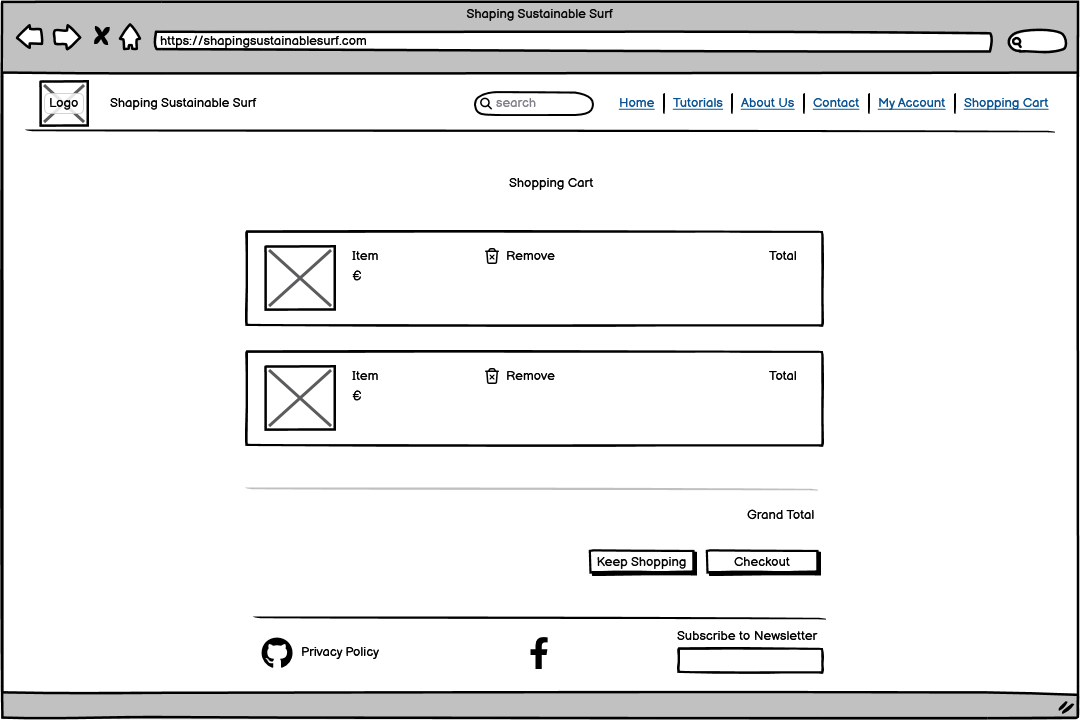 Shaping Sustainable Surf
https://shapingsustainablesurf.com
Logo
Shaping Sustainable Surf
search
Home
Tutorials
About Us
Contact
My Account
Shopping Cart
Shopping Cart
Item
Remove
Total
€
Item
Remove
Total
€
Grand Total
Keep Shopping
Checkout
Privacy Policy
Subscribe to Newsletter